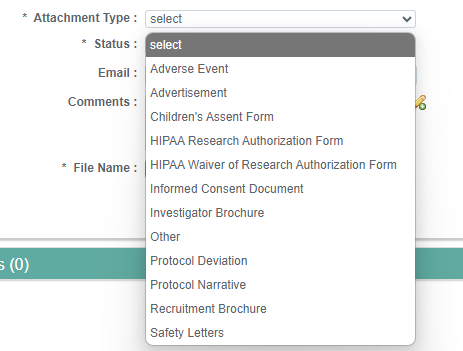 * Attachment Type : select
* Status : select
Adverse Event
Email :
Advertisement
Comments :
Children's Assent Form
HIPAA Research Authorization Form
* File Name : HIPAA Waiver of Research Authorization Form
Informed Consent Document
Investigator Brochure
Other
s (0)
Protocol Deviation
Protocol Narrative
Recruitment Brochure
Safety Letters